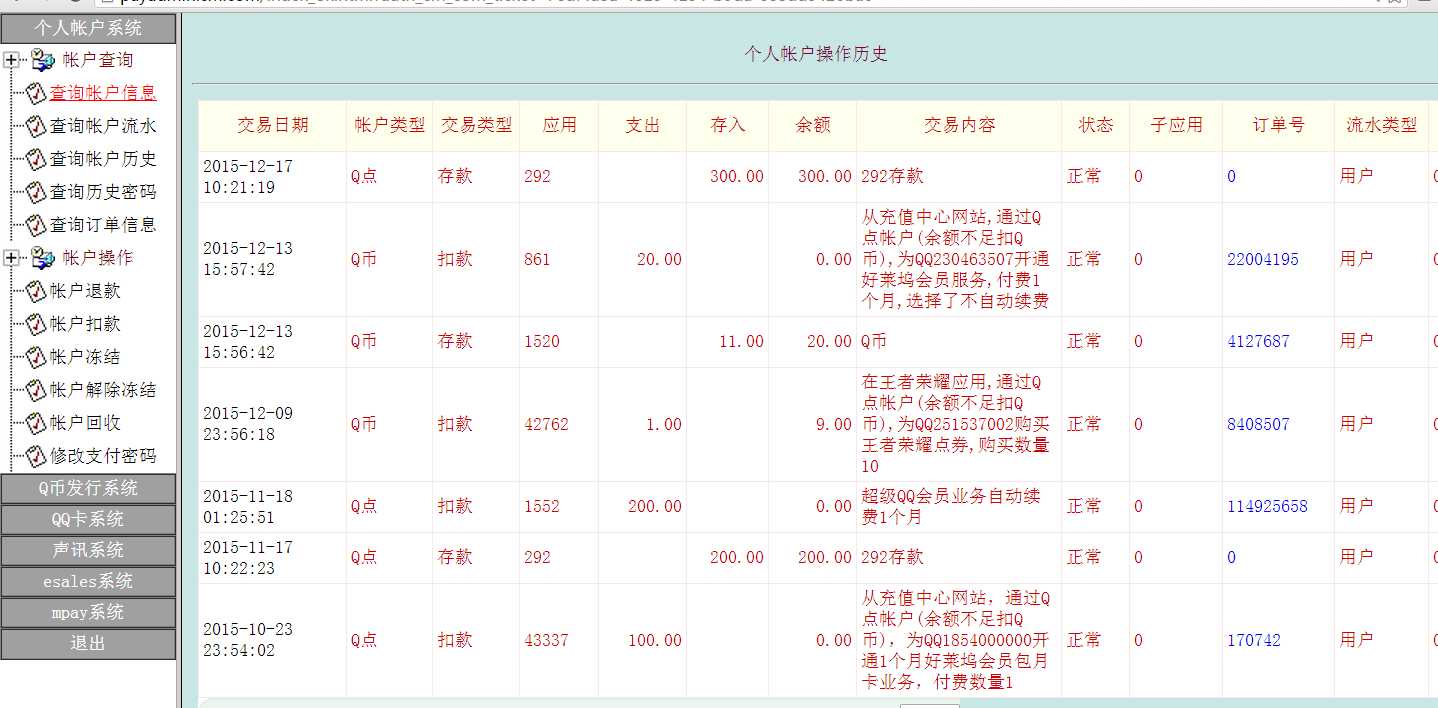 个人帐户系统
帐户查询
查询帐户信息
查询帐户流水
查询帐户历史
查询历史密码
查询订单信息
帐户操作
帐户退款
帐户扣款
帐户冻结
帐户解除冻结
帐户回收
修改支付密码
Q币发行系统
QQ卡系统
声讯系统
esales系统
mpay系统
退出
个人帐户操作历史
交易日期 帐户类型 交易类型 应用 支出 存入 余额 交易内容 状态 子应用 订单号 流水类型
2015-12-17
10:21:19
Q点 存款 292 300.00 300.00 292存款 正常 0 0 用户
2015-12-13
15:57:42
Q币 扣款 861 20.00 0.00
从充值中心网站,通过Q
点帐户(余额不足扣Q
币),为QQ230463507开通
好莱坞会员服务,付费1
个月,选择了不自动续费
正常 0 22004195 用户
2015-12-13
15:56:42
Q币 存款 1520 11.00 20.00 Q币 正常 0 4127687 用户
2015-12-09
23:56:18
Q币 扣款 42762 1.00 9.00
在王者荣耀应用,通过Q
点帐户(余额不足扣Q
币),为QQ251537002购买
王者荣耀点券,购买数量
10
正常 0 8408507 用户
2015-11-18
01:25:51
Q点 扣款 1552 200.00 0.00
超级QQ会员业务自动续
费1个月
正常 0 114925658 用户
2015-11-17
10:22:23
Q点 存款 292 200.00 200.00 292存款 正常 0 0 用户
2015-10-23
23:54:02
Q点 扣款 43337 100.00 0.00
从充值中心网站，通过Q
点帐户(余额不足扣Q
币)，为QQ1854000000开
通1个月好莱坞会员包月
卡业务，付费数量1
正常 0 170742 用户